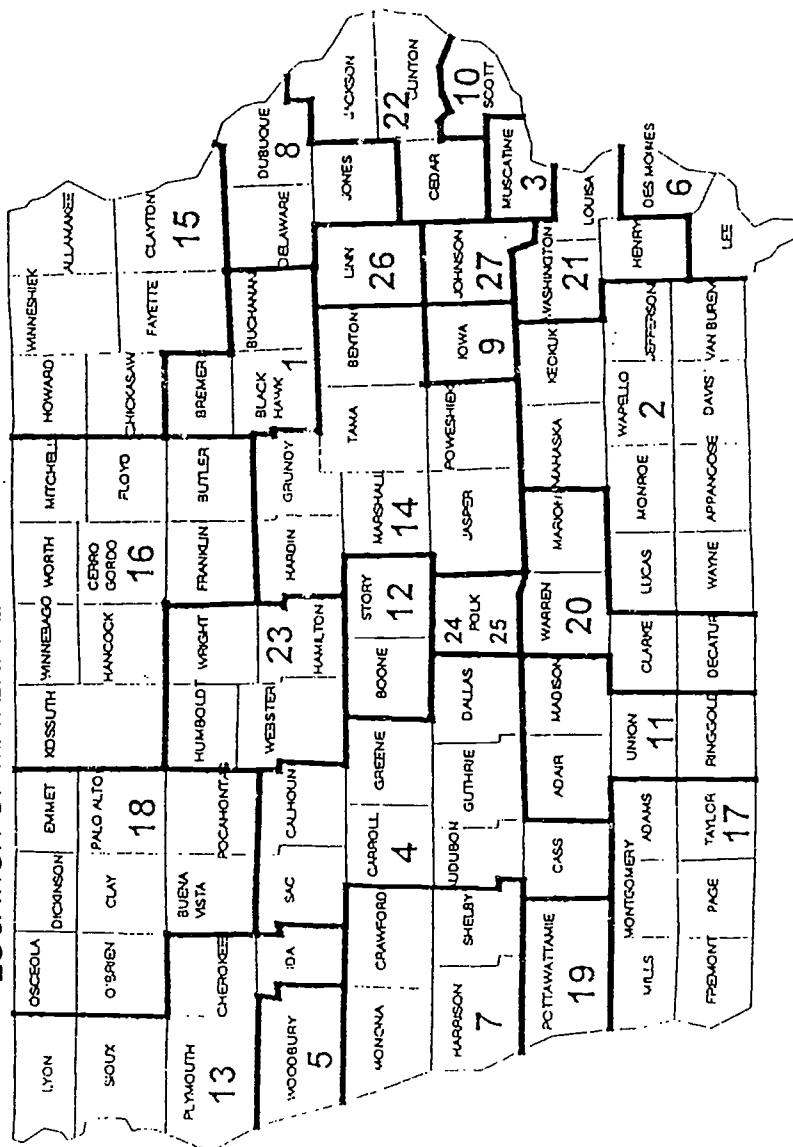 LYON
OSCEOLA
DICKINSON
EMMET
KOSSUTH
WINNEBAGO
WORTH
MITCHELL
HOWARD
WINNESHIEK
ALLAMAKEE
SIOUX
O'BRIEN
CLAY
PALO ALTO
18
HANCOCK
CERRO
GORDO
16
FLOYD
CHICKASAW
FAYETTE
CLAYTON
15
PLYMOUTH
13
CHEROKEE
BUENA
VISTA
POCAHONTAS
HUMBOLDT
WRIGHT
FRANKLIN
BUTLER
BREMER
WOODBURY
5
IDA
SAC
CALHOUN
WEBSTER
23
HAMILTON
HARDIN
GRUNDY
BLACK
HAWK
1
BUCHANAN
DELAWARE
DUBUQUE
8
MONONA
CRAWFORD
CARROLL
4
GREENE
BOONE
STORY
12
MARSHALL
14
TAMA
BENTON
LINN
26
JONES
JACKSON
HARRISON
7
SHELBY
AUDUBON
GUTHRIE
DALLAS
24
POLK
25
JASPER
POWESHIEK
IOWA
9
JOHNSON
27
CEDAR
22
CLINTON
10
SCOTT
POTTAWATTAMIE
19
CASS
ADAIR
MADISON
WARREN
20
MARION
MAHASKA
KEOKUK
WASHINGTON
21
MUSCATINE
3
LOUISA
MILLS
MONTGOMERY
ADAMS
UNION
11
CLARKE
LUCAS
MONROE
WAPELLO
2
JEFFERSON
HENRY
DES MOINES
6
FREMONT
PAGE
TAYLOR
17
RINGGOLD
DECATUR
WAYNE
APPANOOSE
DAVIS
VAN BUREN
LEE